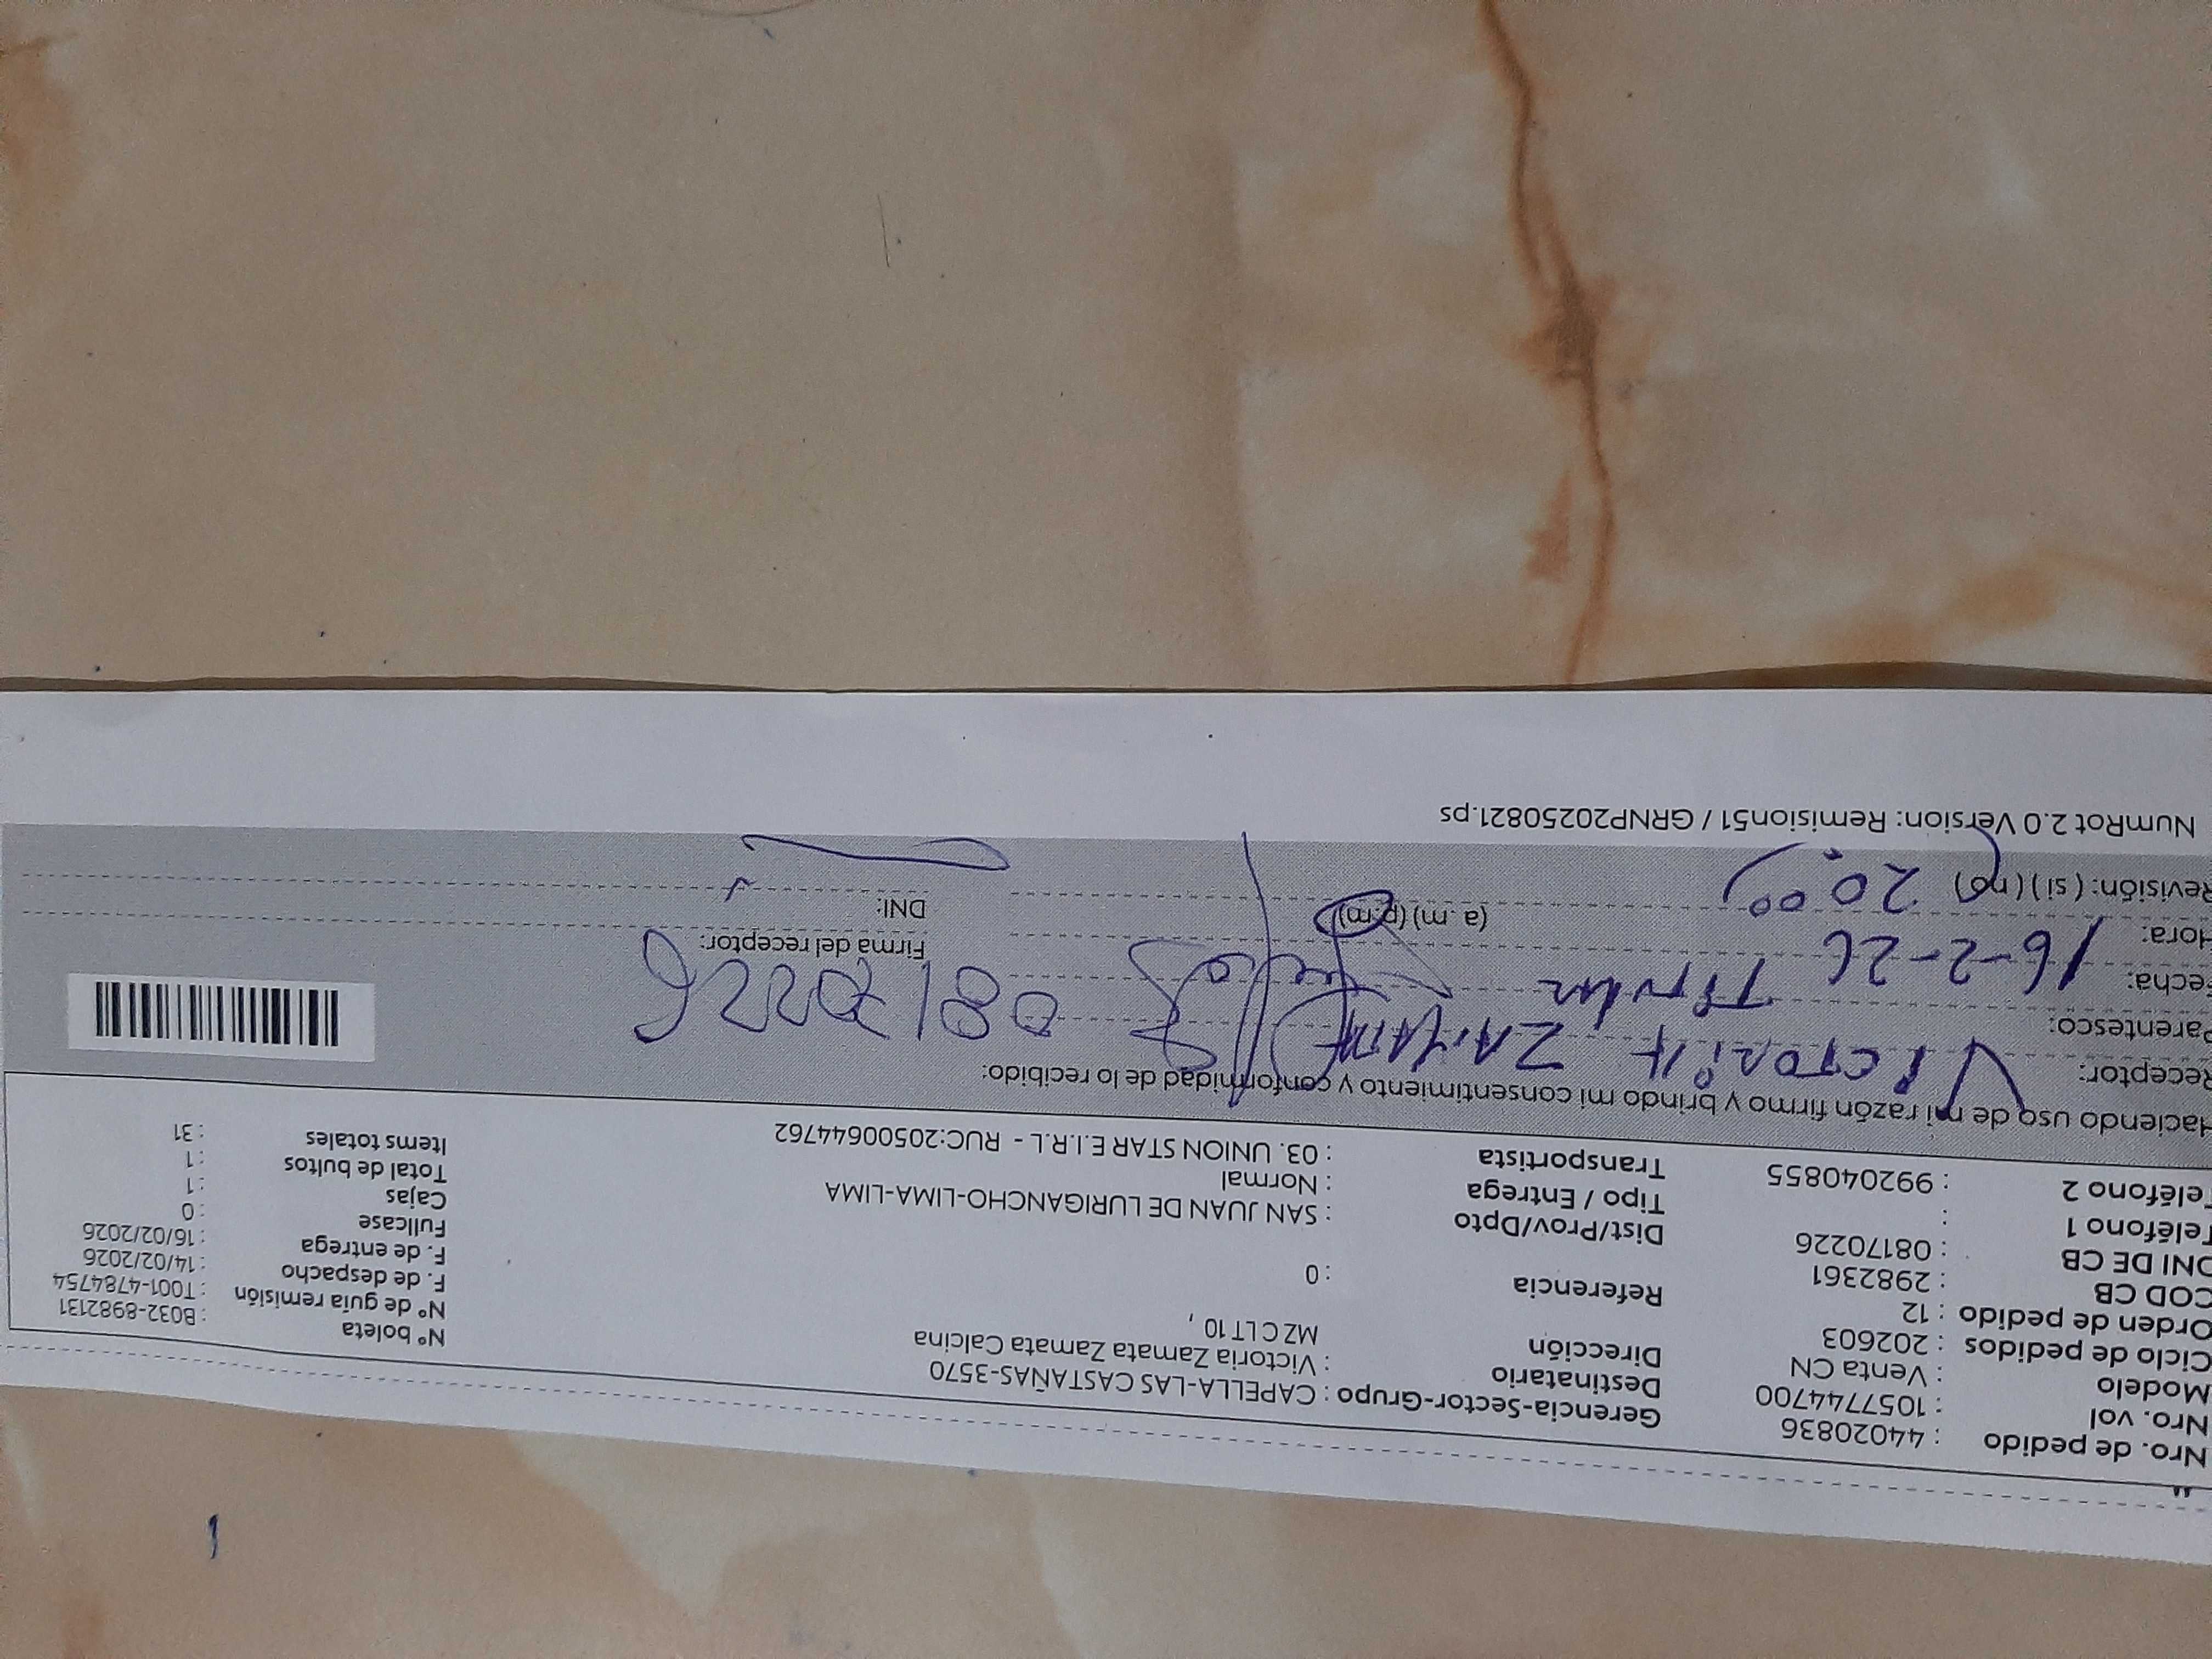 Nro. de pedido : 44020836
Nro. vol : 1057744700
Modelo : Venta CN
Ciclo de pedidos : 202603
Orden de pedido : 12
COD CB : 2982361
DNI DE CB : 08170226
Teléfono 1 :
Teléfono 2 : 992040855
Gerencia-Sector-Grupo : CAPELLA-LAS CASTAÑAS-3570
Destinatario : Victoria Zamata Zamata Calcina
Dirección MZ C LT 10 ,
Referencia : 0
Dist/Prov/Dpto : SAN JUAN DE LURIGANCHO-LIMA-LIMA
Tipo / Entrega : Normal
Transportista : 03. UNION STAR E.I.R.L - RUC:20500644762
N° boleta : B032-8982131
N° de guía remisión : T001-4784754
F. de despacho : 14/02/2026
F. de entrega : 16/02/2026
Fullcase : 0
Cajas : 1
Total de bultos : 1
Items totales : 31
Haciendo uso de mi razón firmo y brindo mi consentimiento y conformidad de lo recibido:
Receptor: Victoria Zamata
Parentesco: Titular
Fecha: 16-2-26
Hora: 20:00 (a. m) (p. m)
Revisión: ( si ) ( no )
08170226
Firma del receptor:
DNI:
NumRot 2.0 Version: Remision51 / GRNP20250821.ps